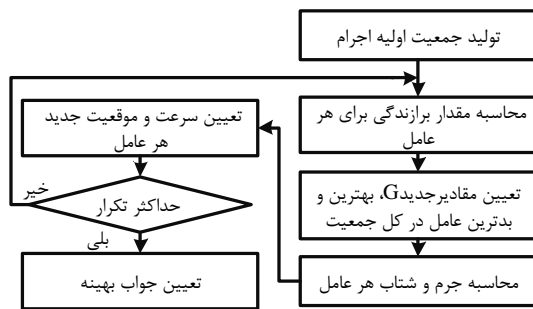 تولید جمعیت اولیه اجرام
محاسبه مقدار برازندگی برای هر
عامل
تعیین مقادیرجدیدG، بهترین و
بدترین عامل در کل جمعیت
محاسبه جرم و شتاب هر عامل
تعیین سرعت و موقعیت جدید
هر عامل
حداکثر تکرار
خیر
بلی
تعیین جواب بهینه